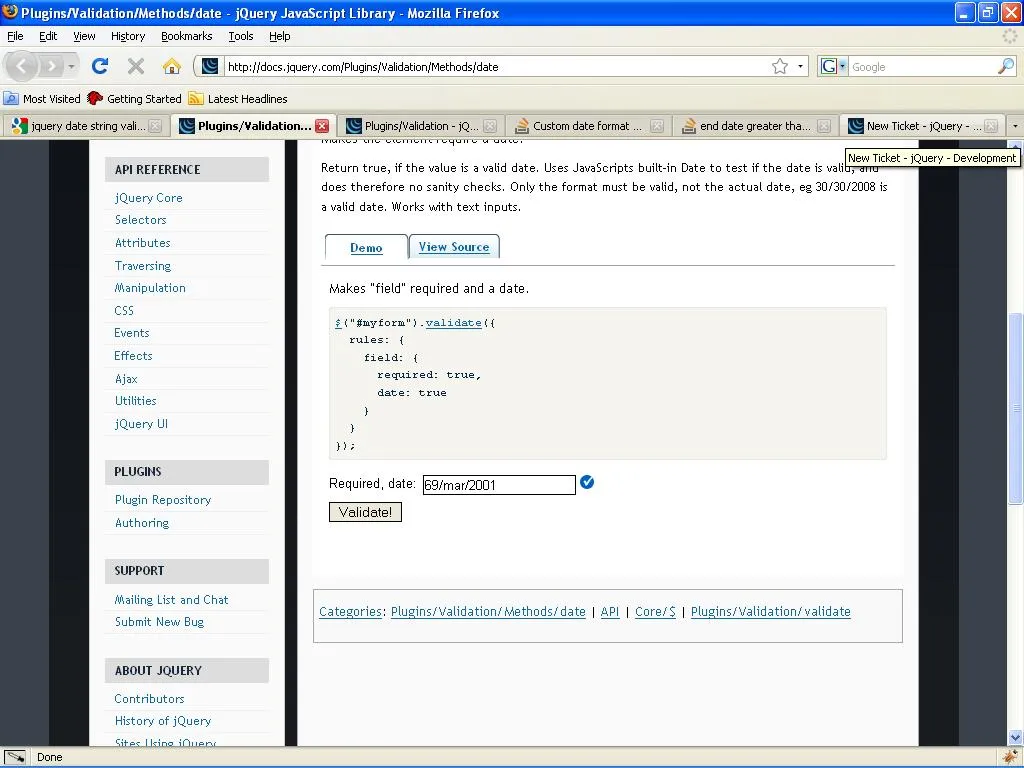 Plugins/Validation/Methods/date - jQuery JavaScript Library - Mozilla Firefox
File Edit View History Bookmarks Tools Help
http://docs.jquery.com/Plugins/Validation/Methods/date
G Google
Most Visited Getting Started Latest Headlines
jquery date string vali... Plugins/Validation... Plugins/Validation - jQ... Custom date format ... end date greater tha... New Ticket - jQuery - ...
New Ticket - jQuery - Development
API REFERENCE
jQuery Core
Selectors
Attributes
Traversing
Manipulation
CSS
Events
Effects
Ajax
Utilities
jQuery UI
PLUGINS
Plugin Repository
Authoring
SUPPORT
Mailing List and Chat
Submit New Bug
ABOUT JQUERY
Contributors
History of jQuery
Sites Using jQuery
Makes the element require a date.
Return true, if the value is a valid date. Uses JavaScripts built-in Date to test if the date is valid, and
does therefore no sanity checks. Only the format must be valid, not the actual date, eg 30/30/2008 is
a valid date. Works with text inputs.
Demo View Source
Makes "field" required and a date.
$("#myform").validate({
rules: {
field: {
required: true,
date: true
}
}
});
Required, date: 69/mar/2001
Validate!
Categories: Plugins/Validation/Methods/date | API | Core/$ | Plugins/Validation/validate
Done